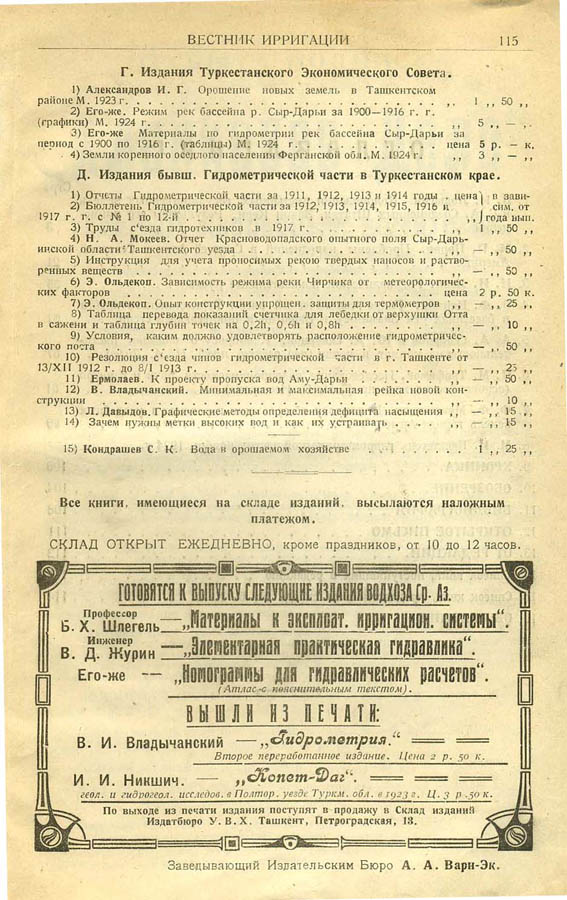 ВЕСТНИК ИРРИГАЦИИ 115
Г. Издания Туркестанского Экономического Совета.
1) Александров И. Г. Орошение новых земель в Ташкентском
районе М. 1923 г. . . . . . . . . . . . . . . . . . . . ,, 1 ,, 50 ,,
2) Его-же. Режим рек бассейна р. Сыр-Дарьи за 1900—1916 г. г.
(графики) М. 1924 г. . . . . . . . . . . . . . . . . . . ,, 5 ,, — ,,
3) Его-же Материалы по гидрометрии рек бассейна Сыр-Дарьи за
период с 1900 по 1916 г. (таблицы) М. 1924 г. . . . . . . цена 5 р. — к.
4) Земли коренного оседлого населения Ферганской обл. М. 1924 г. ,, 3 ,, — ,,
Д. Издания бывш. Гидрометрической части в Туркестанском крае.
1) Отчеты Гидрометрической части за 1911, 1912, 1913 и 1914 годы . цена} в зави-
2) Бюллетень Гидрометрической части за 1912, 1913, 1914, 1915, 1916 и } сим. от
1917 г. г. с № 1 по 12-й . . . . . . . . . . . . . . . . ,, } года вып.
3) Труды с'езда гидротехников в 1917 г. . . . . . . . . . ,, 1 ,, 50 ,,
4) Н. А. Мокеев. Отчет Красноводопадского опытного поля Сыр-Дарь-
инской области Ташкентского уезда . . . . . . . . . . . . ,, — ,, 50 ,,
5) Инструкция для учета проносимых рекою твердых наносов и раство-
ренных веществ . . . . . . . . . . . . . . . . . . . . ,, — ,, 50 ,,
6) Э. Ольдекоп. Зависимость режима реки Чирчика от метеорологичес-
ких факторов . . . . . . . . . . . . . . . . . . . . цена 2 р. 50 к.
7) Э. Ольдекоп. Опыт конструкции упрощен. защиты для термометров ,, — ,, 25 ,,
8) Таблица перевода показаний счетчика для лебедки от верхушки Отта
в сажени и таблица глубин точек на 0,2h, 0,6h и 0,8h . . . . . ,, — ,, 10 ,,
9) Условия, каким должно удовлетворять расположение гидрометричес-
кого поста . . . . . . . . . . . . . . . . . . . . . . ,, — ,, 50 ,,
10) Резолюция с'езда чинов гидрометрической части в г. Ташкенте от
13/XII 1912 г. до 8/I 1913 г. . . . . . . . . . . . . . . . ,, — ,, 25 ,,
11) Ермолаев. К проекту пропуска вод Аму-Дарьи . . . . . . ,, — ,, 50 ,,
12) В. Владычанский. Минимальная и максимальная рейка новой кон-
струкции . . . . . . . . . . . . . . . . . . . . . . . ,, — ,, 10 ,,
13) Л. Давыдов. Графические методы определения дефицита насыщения ,, — ,, 15 ,,
14) Зачем нужны метки высоких вод и как их устраивать . . . . ,, — ,, 15 ,,
15) Кондрашев С. К. Вода в орошаемом хозяйстве . . . . . . . 1 ,, 25 ,,
Все книги, имеющиеся на складе изданий, высылаются наложным
платежом.
СКЛАД ОТКРЫТ ЕЖЕДНЕВНО, кроме праздников, от 10 до 12 часов.
ГОТОВЯТСЯ К ВЫПУСКУ СЛЕДУЮЩИЕ ИЗДАНИЯ ВОДХОЗА Ср. Аз.
Профессор
Б. Х. Шлегель — „Материалы к эксплоат. ирригацион. системы“.
Инженер
В. Д. Журин — „Элементарная практическая гидравлика“.
Его-же — „Номограммы для гидравлических расчетов“.
(Атлас с пояснительным текстом).
ВЫШЛИ ИЗ ПЕЧАТИ:
В. И. Владычанский — „Гидрометрия.“
Второе переработанное издание. Цена 2 р. 50 к.
И. И. Никшич. — „Копет-Даг“.
геол. и гидрогеол. исследов. в Полтор. уезде Туркм. обл. в 1923 г. Ц. 3 р. 50 к.
По выходе из печати издания поступят в продажу в Склад изданий
Издатбюро У. В. Х. Ташкент, Петроградская, 13.
Заведывающий Издательским Бюро А. А. Варн-Эк.